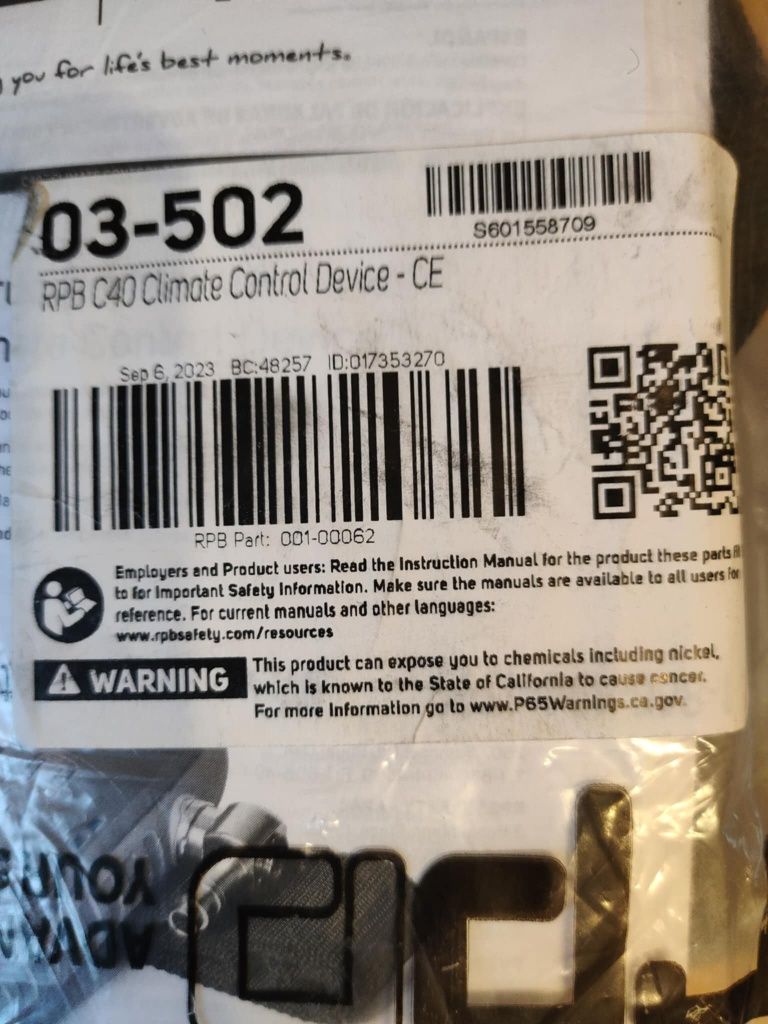 you for life's best moments.
03-502
S601558709
RPB C40 Climate Control Device - CE
Sep 6, 2023 BC:48257 ID:017353270
RPB Part: 001-00062
Employers and Product users: Read the Instruction Manual for the product these parts
to for Important Safety Information. Make sure the manuals are available to all users for
reference. For current manuals and other languages:
www.rpbsafety.com/resources
WARNING
This product can expose you to chemicals including nickel,
which is known to the State of California to cause cancer.
For more information go to www.P65Warnings.ca.gov.